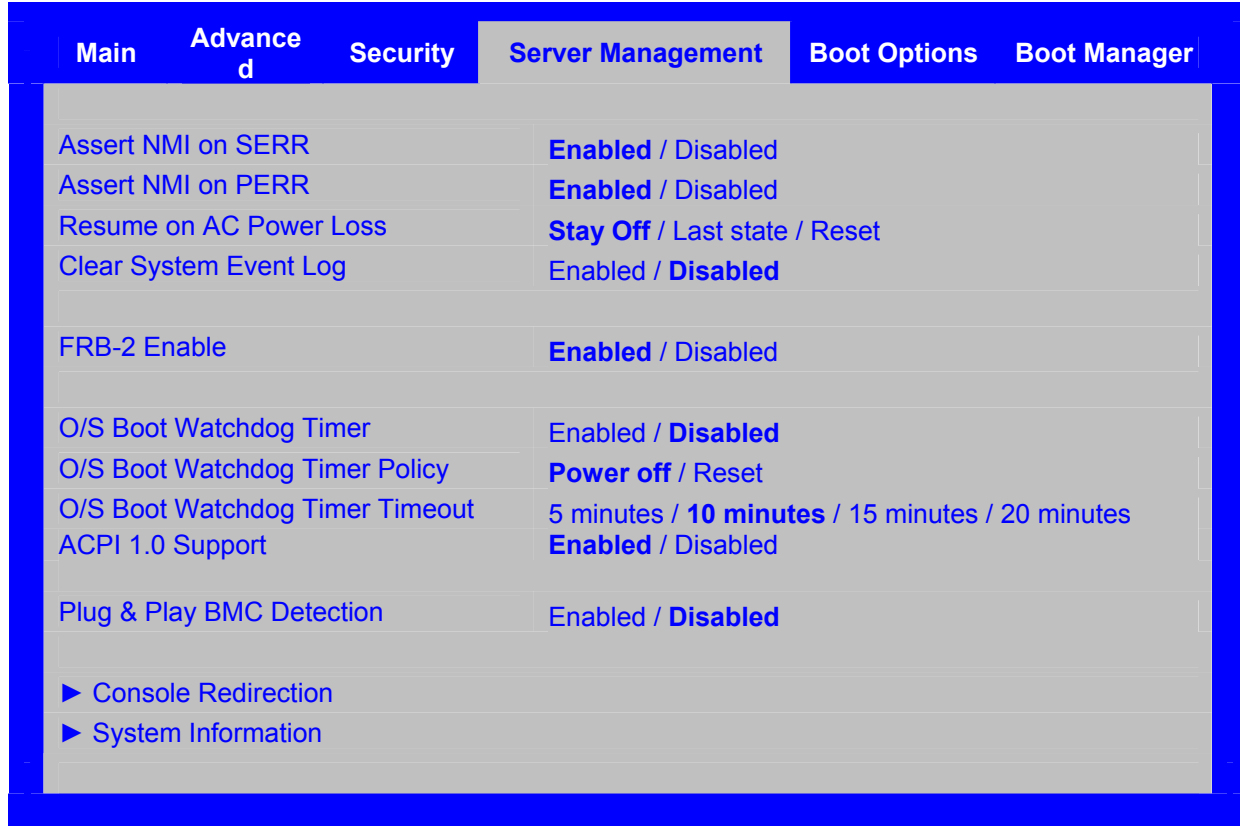 Main Advance d Security Server Management Boot Options Boot Manager
Assert NMI on SERR Enabled / Disabled
Assert NMI on PERR Enabled / Disabled
Resume on AC Power Loss Stay Off / Last state / Reset
Clear System Event Log Enabled / Disabled
FRB-2 Enable Enabled / Disabled
O/S Boot Watchdog Timer Enabled / Disabled
O/S Boot Watchdog Timer Policy Power off / Reset
O/S Boot Watchdog Timer Timeout 5 minutes / 10 minutes / 15 minutes / 20 minutes
ACPI 1.0 Support Enabled / Disabled
Plug & Play BMC Detection Enabled / Disabled
► Console Redirection
► System Information